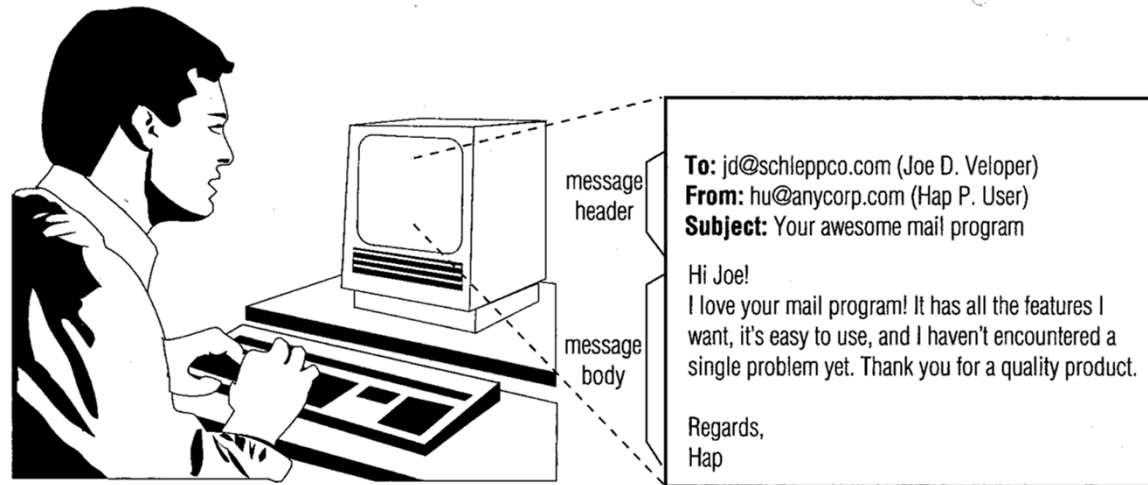 message
header
To: jd@schleppco.com (Joe D. Veloper)
From: hu@anycorp.com (Hap P. User)
Subject: Your awesome mail program
message
body
Hi Joe!
I love your mail program! It has all the features I
want, it's easy to use, and I haven't encountered a
single problem yet. Thank you for a quality product.
Regards,
Hap